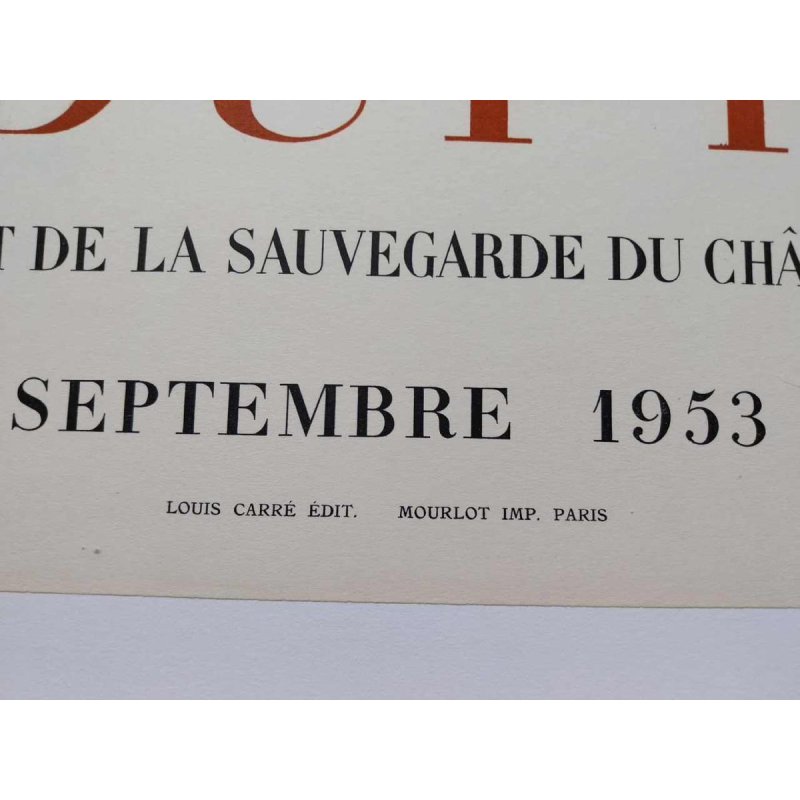 T DE LA SAUVEGARDE DU CHÂ
SEPTEMBRE 1953
LOUIS CARRÉ ÉDIT. MOURLOT IMP. PARIS